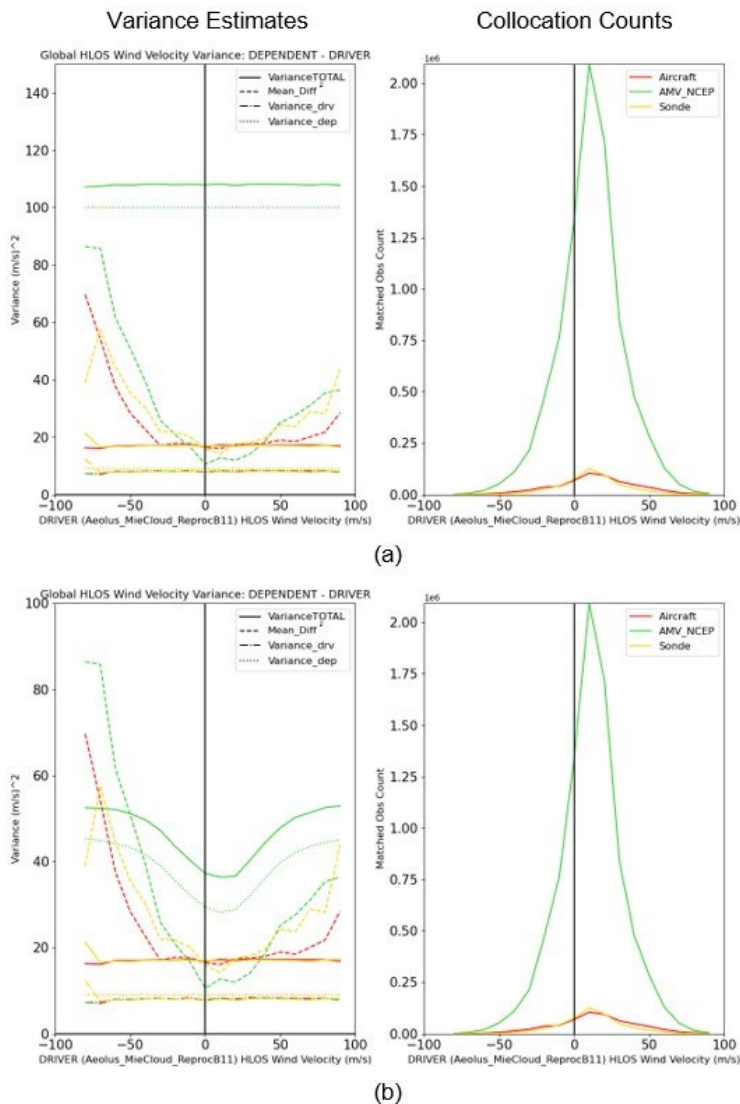 Variance Estimates
Collocation Counts
Global HLOS Wind Velocity Variance: DEPENDENT - DRIVER
1e6
140
120
100
80
60
40
20
0
Variance (m/s)^2
VarianceTOTAL
Mean_Diff^2
Variance_drv
Variance_dep
−100
−50
0
50
100
DRIVER (Aeolus_MieCloud_ReprocB11) HLOS Wind Velocity (m/s)
2.00
1.75
1.50
1.25
1.00
0.75
0.50
0.25
0.00
Matched Obs Count
Aircraft
AMV_NCEP
Sonde
−100
−50
0
50
100
DRIVER (Aeolus_MieCloud_ReprocB11) HLOS Wind Velocity (m/s)
(a)
Global HLOS Wind Velocity Variance: DEPENDENT - DRIVER
1e6
100
80
60
40
20
0
Variance (m/s)^2
VarianceTOTAL
Mean_Diff^2
Variance_drv
Variance_dep
−100
−50
0
50
100
DRIVER (Aeolus_MieCloud_ReprocB11) HLOS Wind Velocity (m/s)
2.00
1.75
1.50
1.25
1.00
0.75
0.50
0.25
0.00
Matched Obs Count
Aircraft
AMV_NCEP
Sonde
−100
−50
0
50
100
DRIVER (Aeolus_MieCloud_ReprocB11) HLOS Wind Velocity (m/s)
(b)